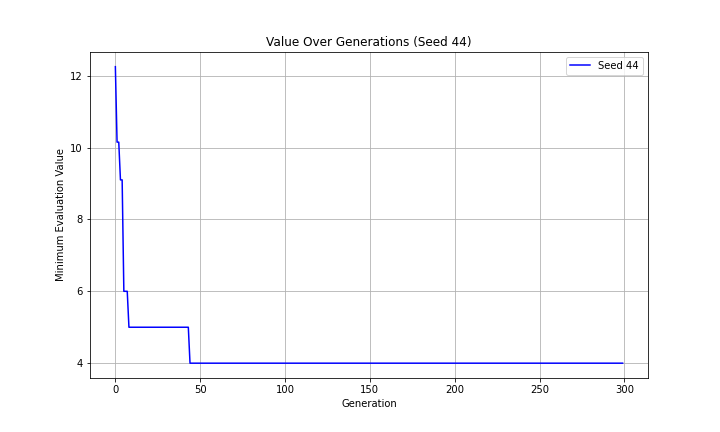 Value Over Generations (Seed 44)
Seed 44
Minimum Evaluation Value
12
10
8
6
4
0 50 100 150 200 250 300
Generation